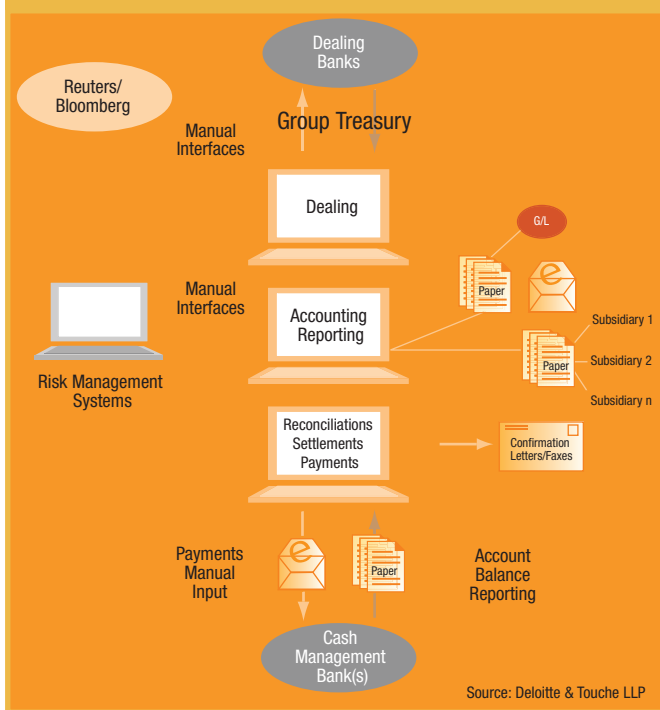 Dealing
Banks
Reuters/
Bloomberg
Group Treasury
Manual
Interfaces
Dealing
G/L
Manual
Interfaces
Paper
Accounting
Reporting
Subsidiary 1
Paper
Subsidiary 2
Subsidiary n
Risk Management
Systems
Reconciliations
Settlements
Payments
Confirmation
Letters/Faxes
Payments
Manual
Input
Paper
Account
Balance
Reporting
Cash
Management
Bank(s)
Source: Deloitte & Touche LLP